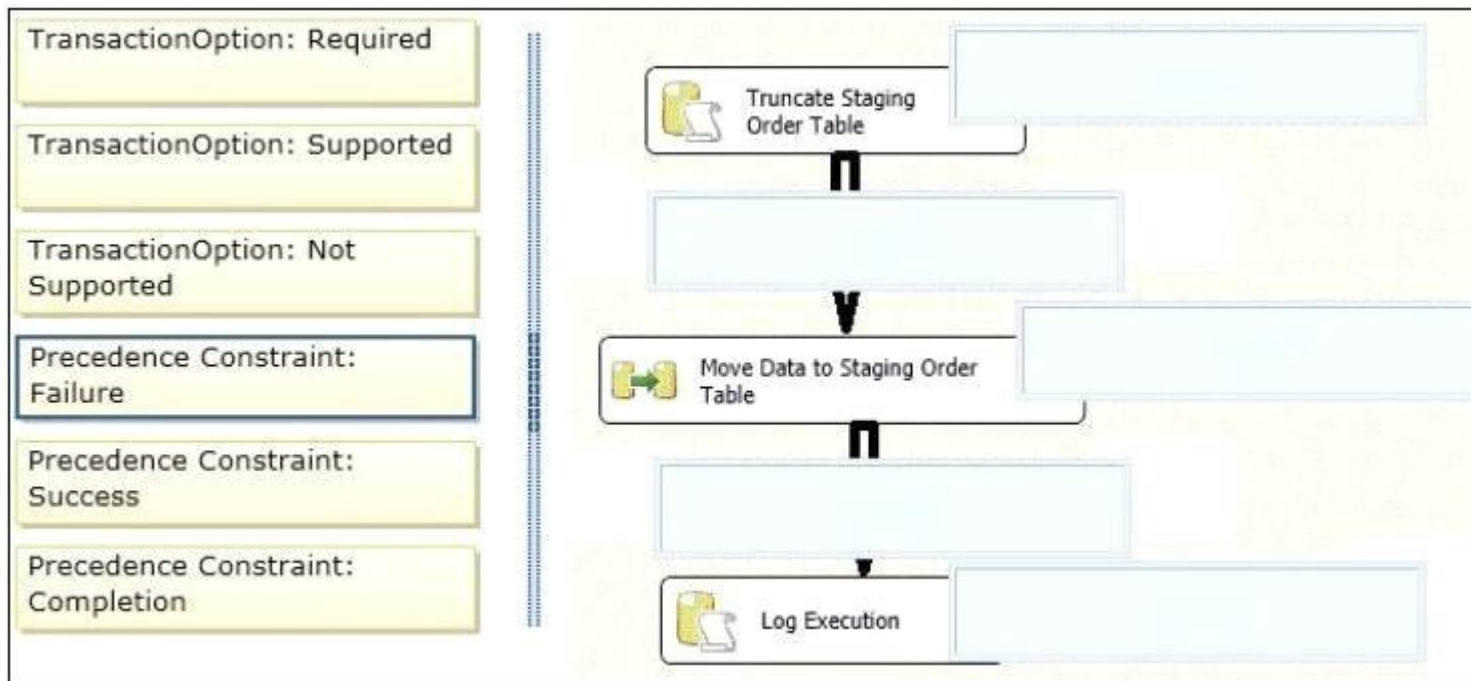 TransactionOption: Required
TransactionOption: Supported
TransactionOption: Not
Supported
Precedence Constraint:
Failure
Precedence Constraint:
Success
Precedence Constraint:
Completion
Truncate Staging
Order Table
Move Data to Staging Order
Table
Log Execution